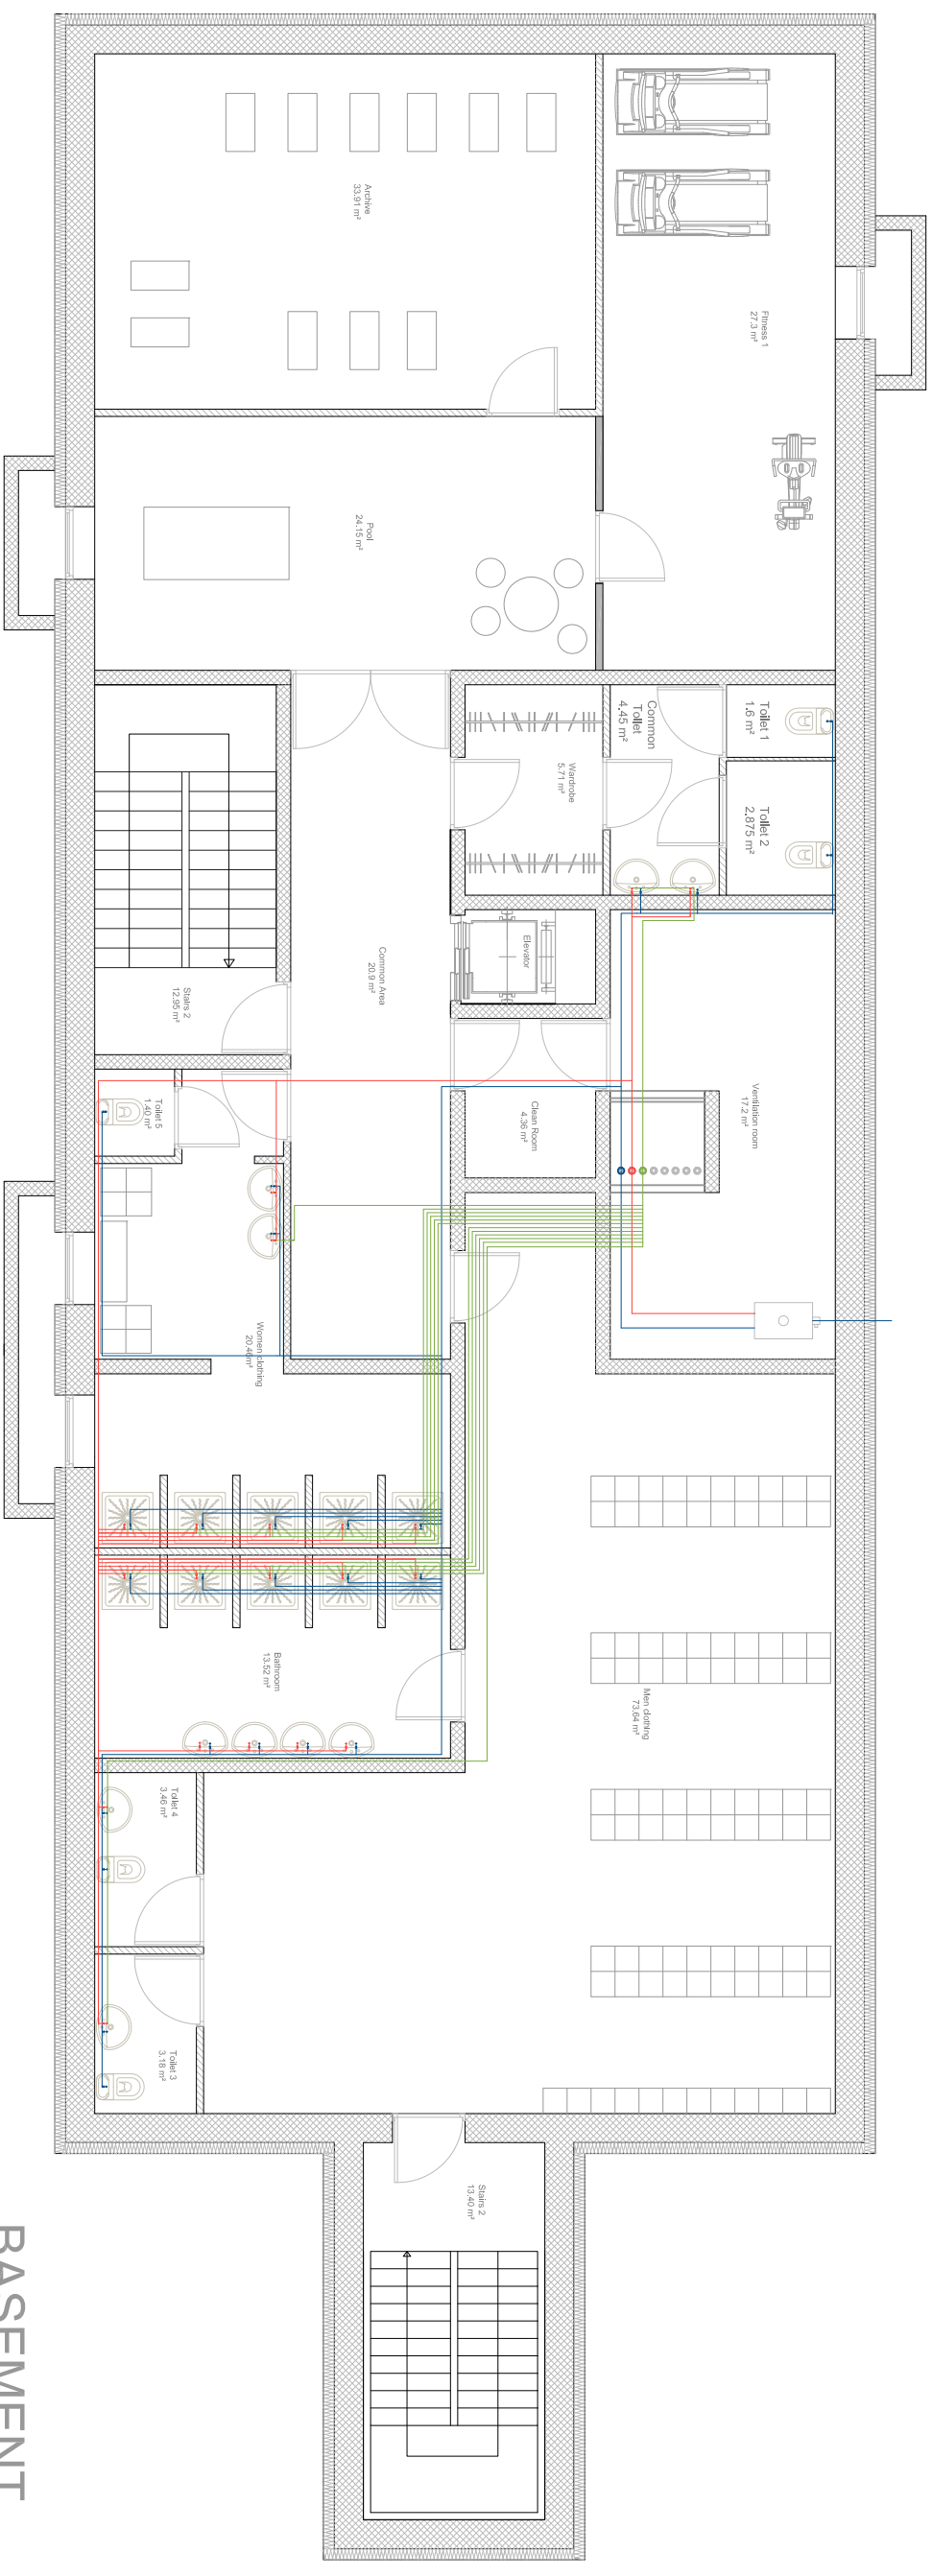 Fitness 1
27.3 m²
Archive
33.91 m²
Pool
24.15 m²
Toilet 1
1.6 m²
Toilet 2
2.875 m²
Common
Toilet
4.45 m²
Wardrobe
5.71 m²
Elevator
Common Area
20.9 m²
Stairs 2
12.95 m²
Ventilation room
17.2 m²
Clean Room
4.36 m²
Toilet 5
1.40 m²
Women clothing
20.46m²
Men clothing
73.64 m²
Bathroom
13.52 m²
Toilet 4
3.46 m²
Toilet 3
3.18 m²
Stairs 2
13.40 m²
BASEMENT